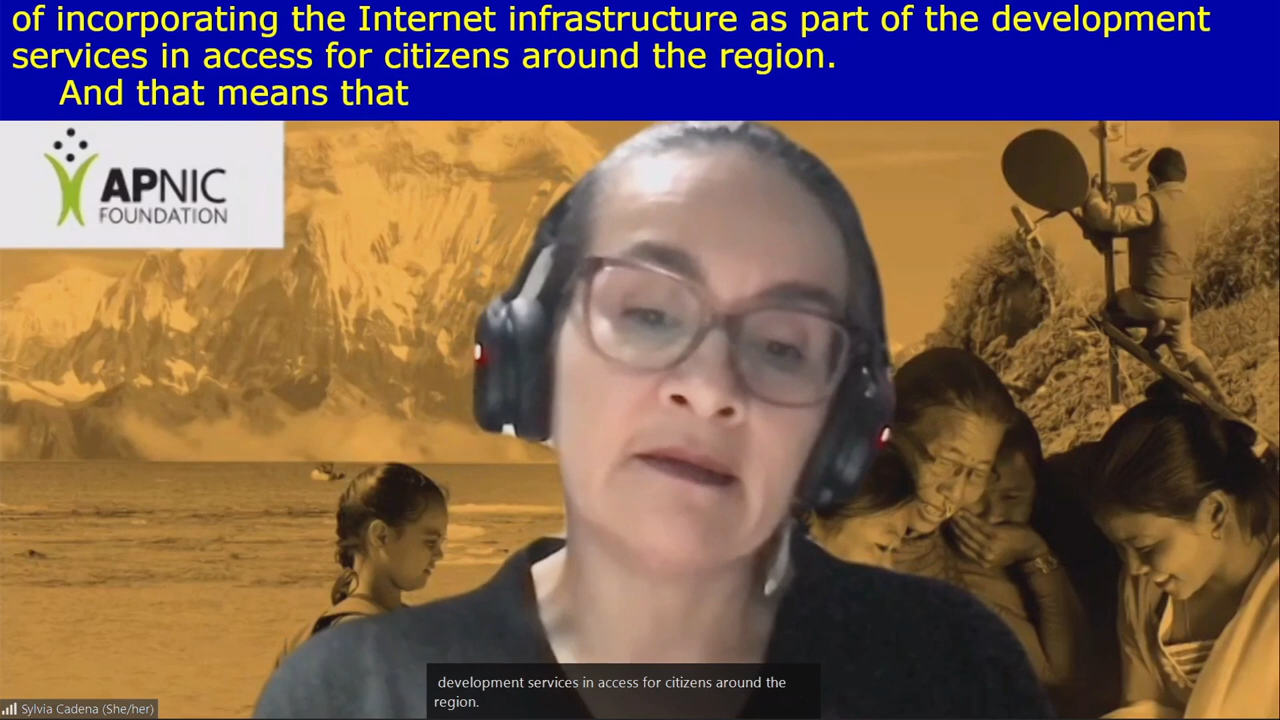 of incorporating the Internet infrastructure as part of the development
services in access for citizens around the region.
And that means that
APNIC
FOUNDATION
development services in access for citizens around the
region.
Sylvia Cadena (She/her)